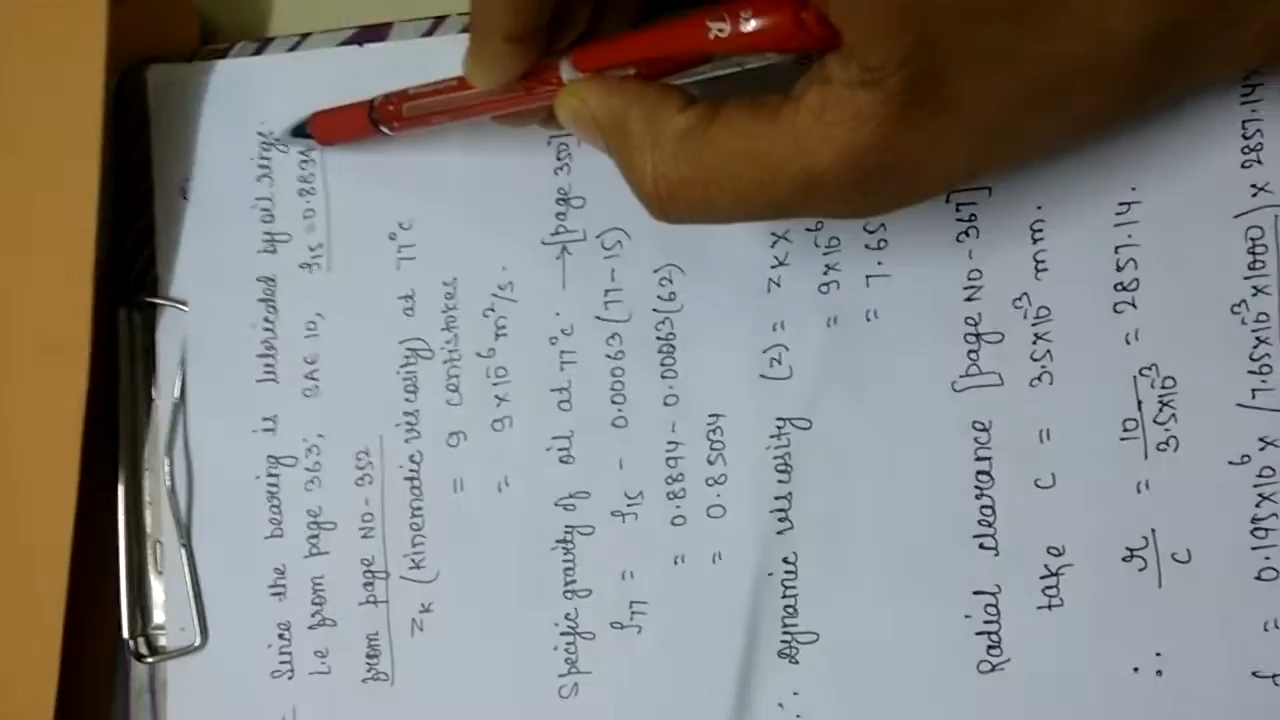 Since the bearing is lubricated by oil rings.
i.e from page 363; SAE 10, ρ15 = 0.8894
from page NO - 352
ZK (kinematic viscosity) at 77°C
= 9 centistokes
= 9×10⁻⁶ m²/s.
Specific gravity of oil at 77°C. → [page 350]
ρ77 = ρ15 - 0.00063 (77-15)
= 0.8894 - 0.00063(62)
= 0.85034
∴ Dynamic viscosity (Z) = ZK ×
= 9×10⁻⁶
= 7.65
Radial clearance [page NO - 367]
take C = 3.5×10⁻³ mm.
∴ r/C = 10/3.5×10⁻³ = 2857.14.
= 0.195×10⁶ × (7.65×10⁻³×1000) × 2857.14×
R